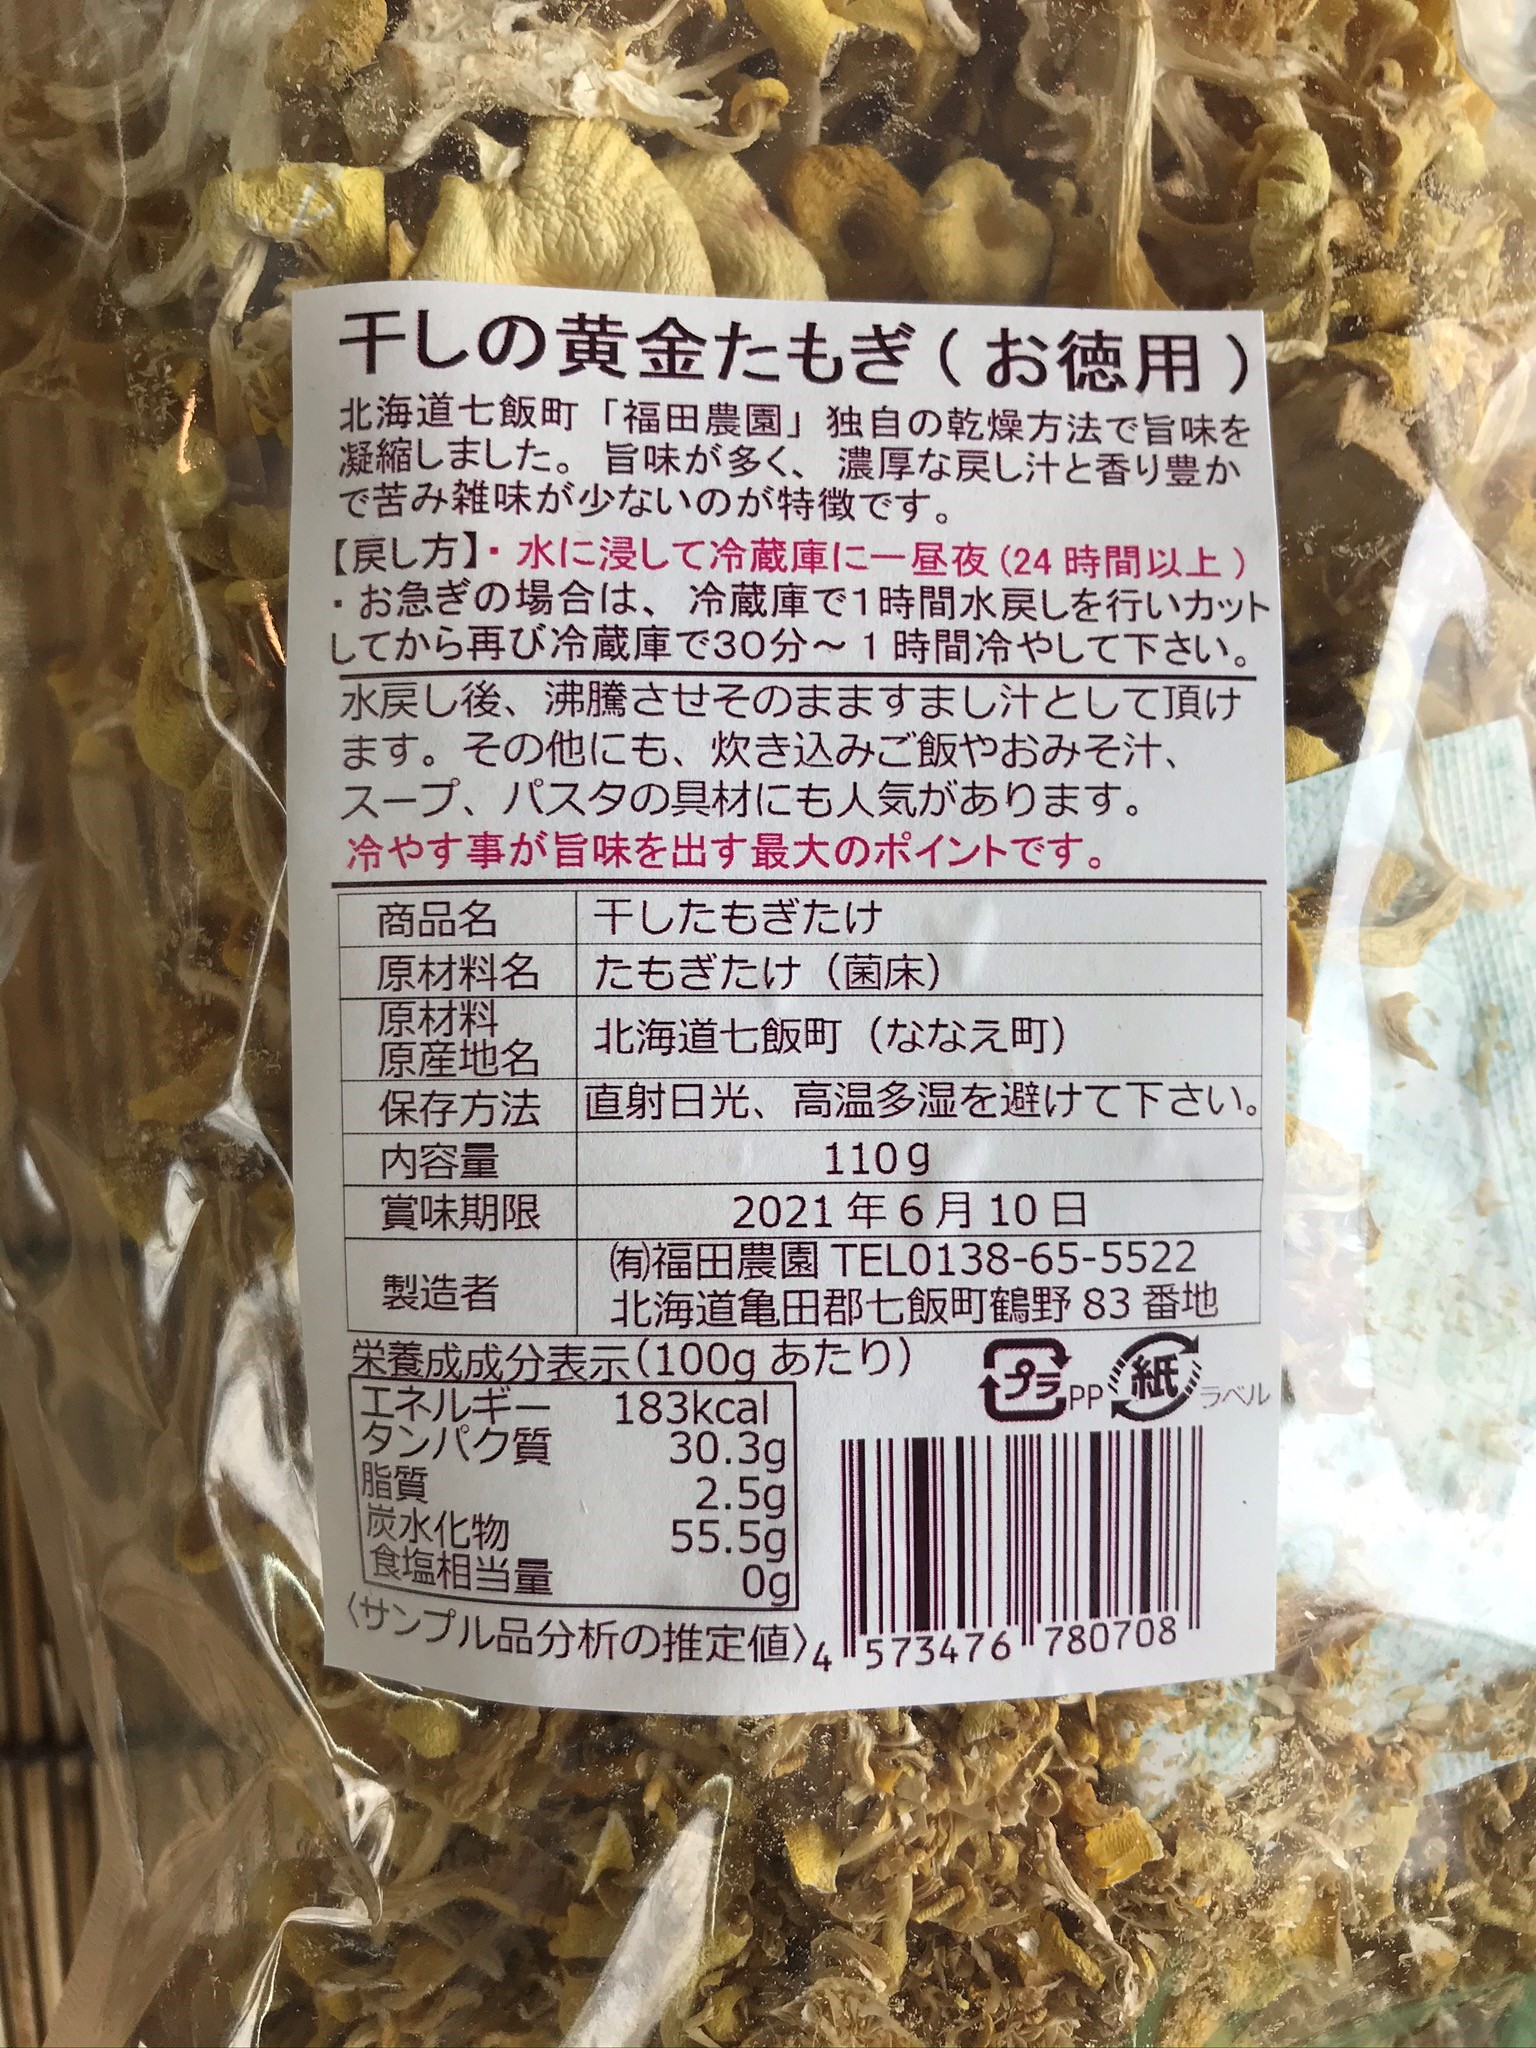 干しの黄金たもぎ（お徳用）
北海道七飯町「福田農園」独自の乾燥方法で旨味を
凝縮しました。旨味が多く、濃厚な戻し汁と香り豊か
で苦み雑味が少ないのが特徴です。
【戻し方】・水に浸して冷蔵庫に一昼夜（24 時間以上）
・お急ぎの場合は、冷蔵庫で1時間水戻しを行いカット
してから再び冷蔵庫で30分～１時間冷やして下さい。
水戻し後、沸騰させそのまますまし汁として頂け
ます。その他にも、炊き込みご飯やおみそ汁、
スープ、パスタの具材にも人気があります。
冷やす事が旨味を出す最大のポイントです。
商品名 干したもぎたけ
原材料名 たもぎたけ（菌床）
原材料
原産地名 北海道七飯町（ななえ町）
保存方法 直射日光、高温多湿を避けて下さい。
内容量 110g
賞味期限 2021 年 6 月 10 日
製造者 ㈲福田農園 TEL0138-65-5522
北海道亀田郡七飯町鶴野 83 番地
栄養成成分表示（100g あたり）
エネルギー 183kcal
タンパク質 30.3g
脂質 2.5g
炭水化物 55.5g
食塩相当量 0g
〈サンプル品分析の推定値〉
プラ PP 紙 ラベル
4 573476 780708